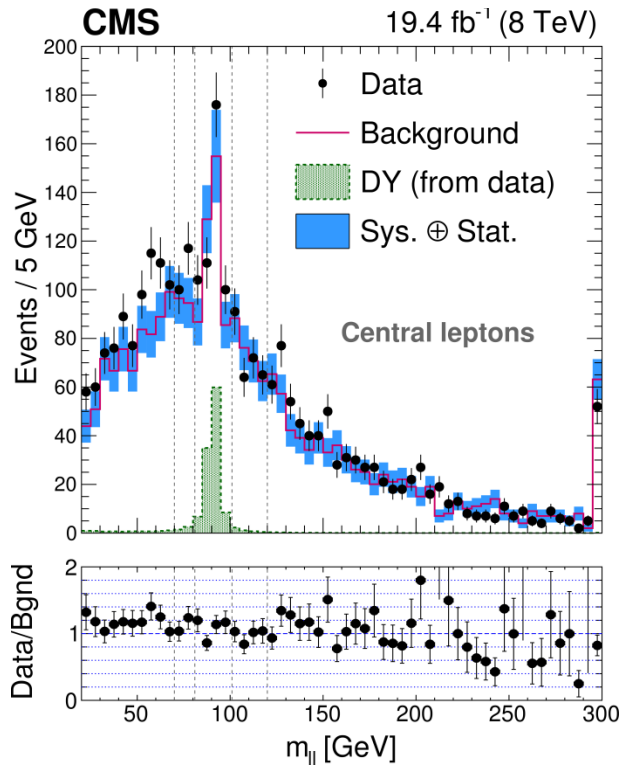 CMS 19.4 fb⁻¹ (8 TeV)
Events / 5 GeV
200
180
160
140
120
100
80
60
40
20
0
Data
Background
DY (from data)
Sys. ⊕ Stat.
Central leptons
Data/Bgnd
2
1
0
50 100 150 200 250 300
m_ll [GeV]